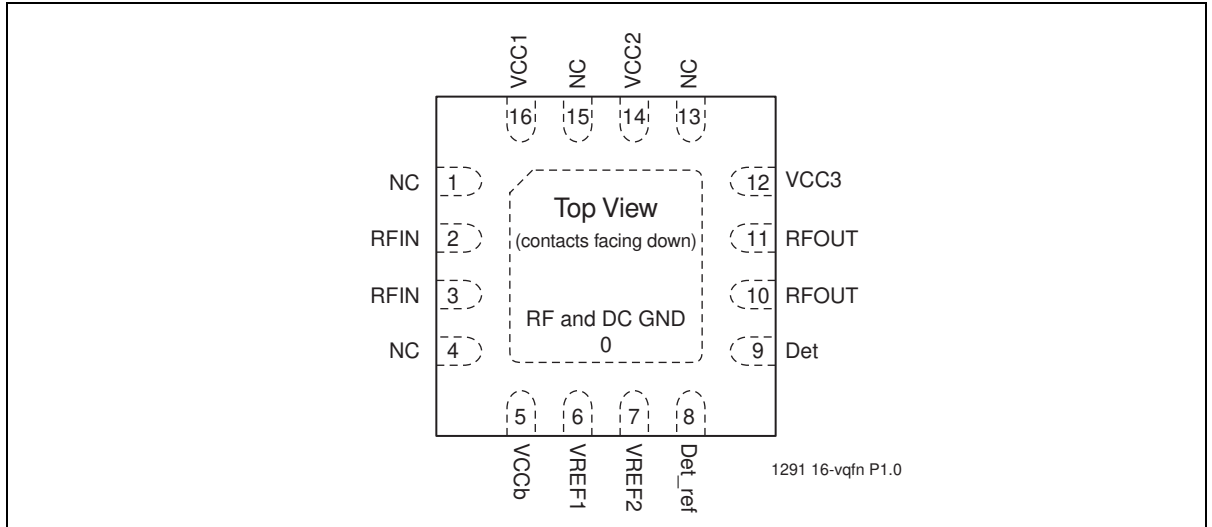 VCC1
NC
VCC2
NC
16
15
14
13
NC
1
RFIN
2
RFIN
3
NC
4
Top View
(contacts facing down)
RF and DC GND
0
12
VCC3
11
RFOUT
10
RFOUT
9
Det
5
6
7
8
VCCb
VREF1
VREF2
Det_ref
1291 16-vqfn P1.0